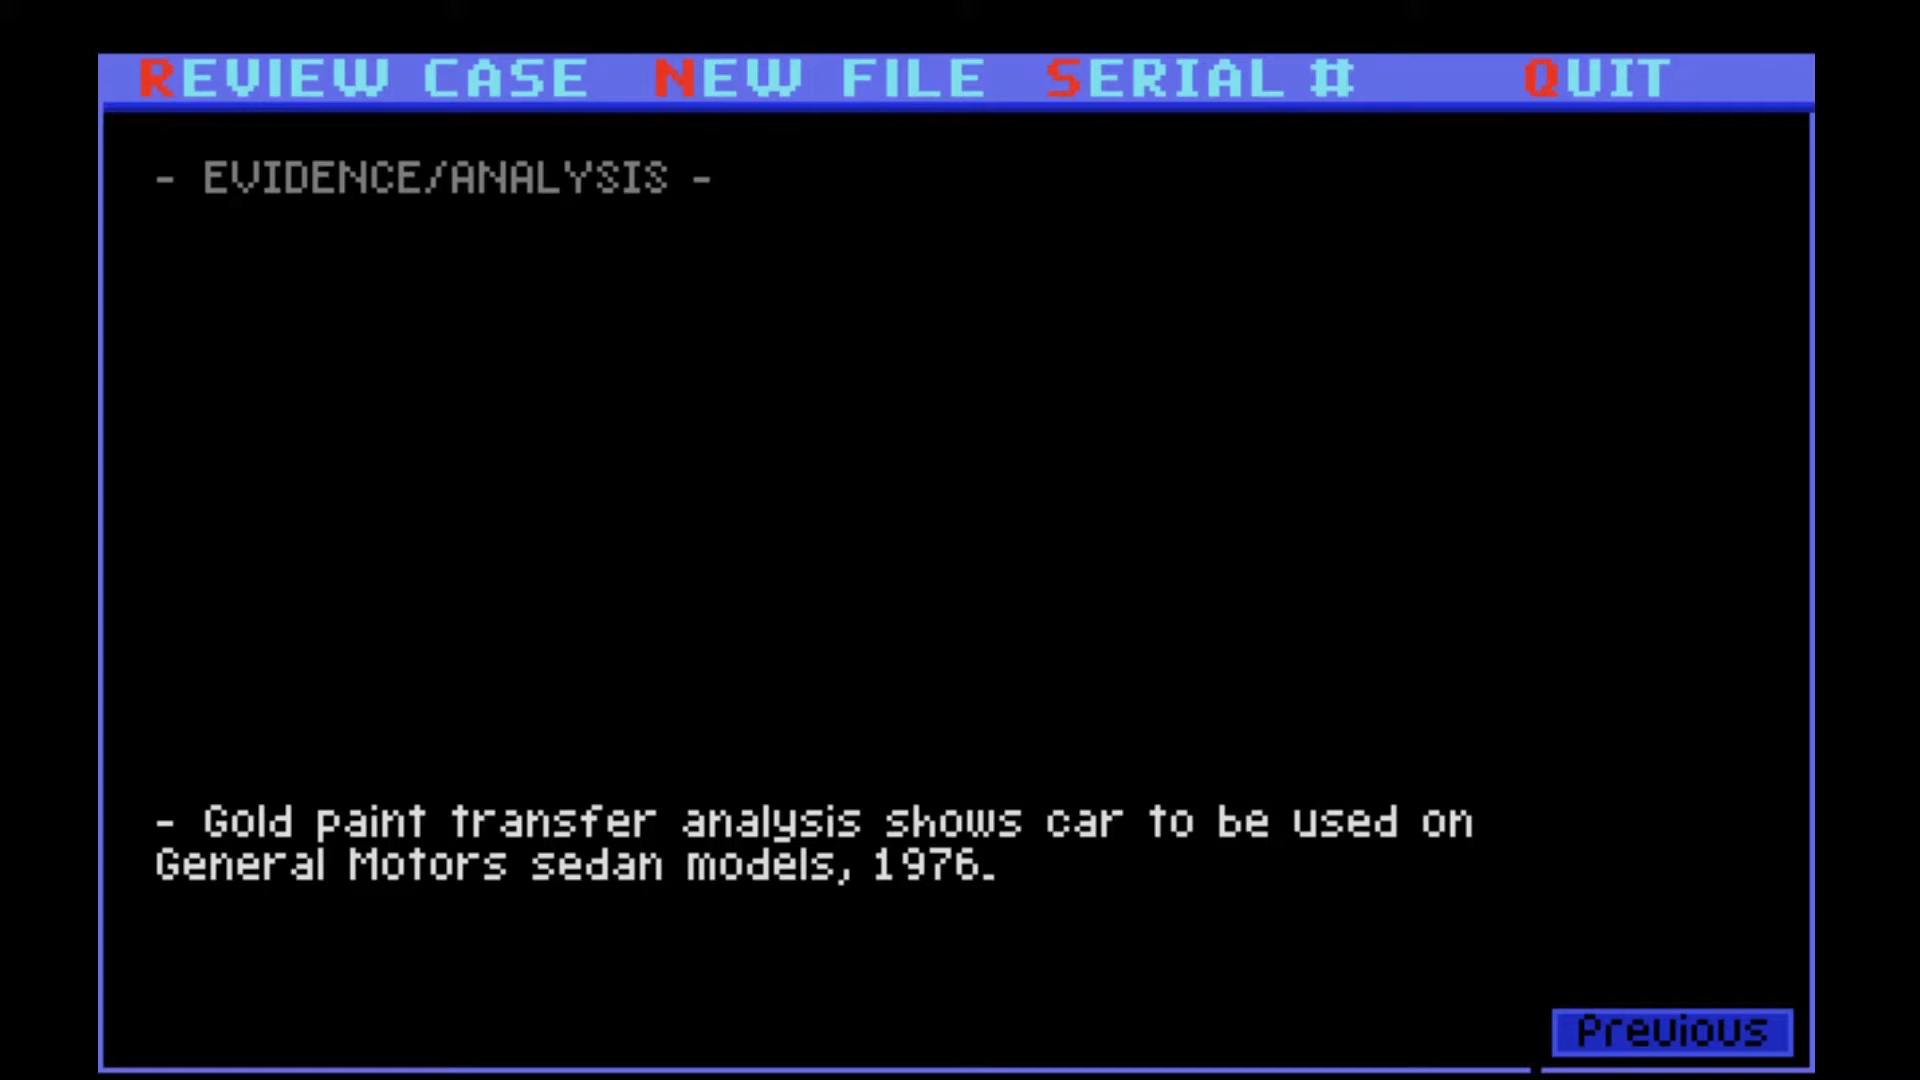 REVIEW CASE NEW FILE SERIAL # QUIT
- EVIDENCE/ANALYSIS -
- Gold paint transfer analysis shows car to be used on
General Motors sedan models, 1976.
Previous